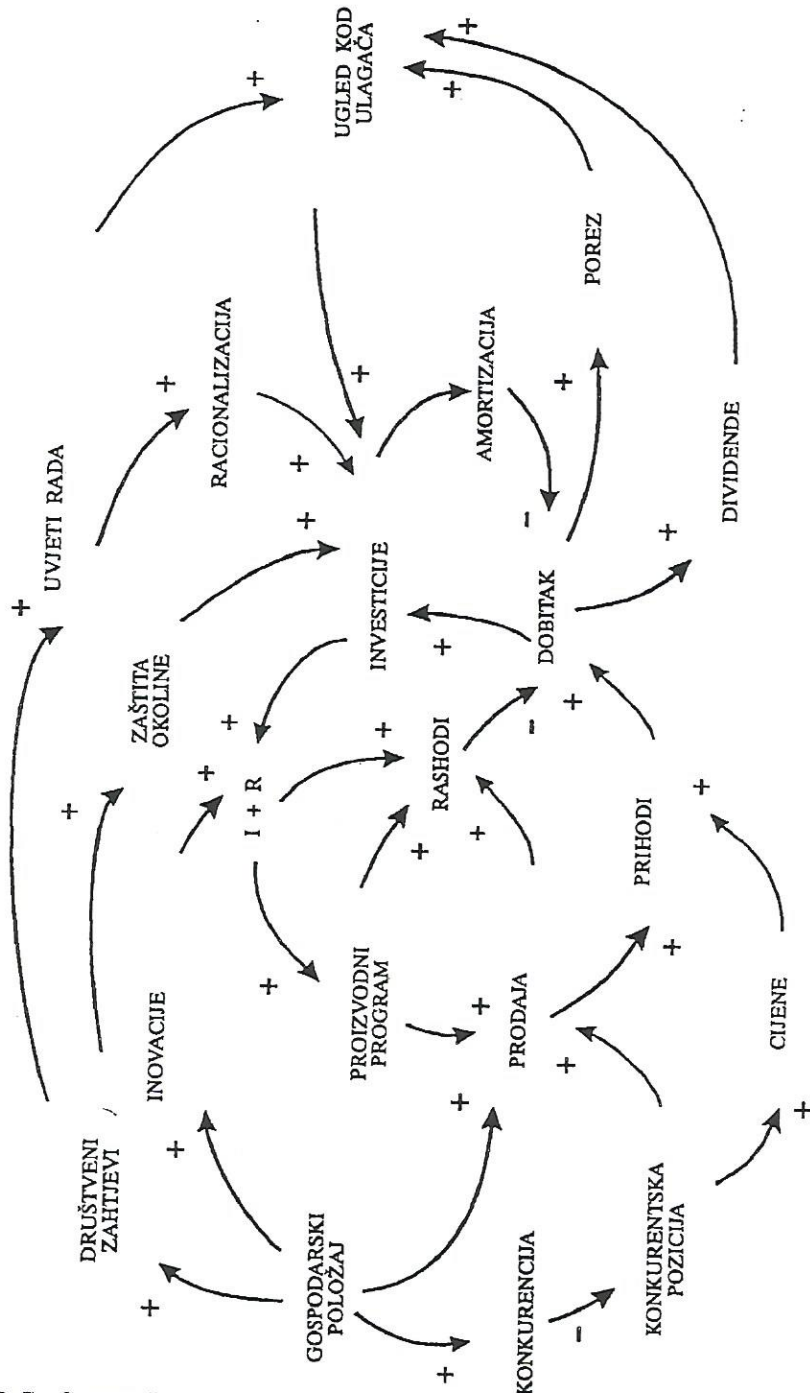 DRUŠTVENI
ZAHTJEVI
+
UVJETI RADA
+
+
ZAŠTITA
OKOLINE
+
INOVACIJE
+
+
RACIONALIZACIJA
+
UGLED KOD
ULAGAČA
+
+
+
GOSPODARSKI
POLOŽAJ
I + R
+
+
INVESTICIJE
+
+
+
+
PROIZVODNI
PROGRAM
+
RASHODI
+
+
+
AMORTIZACIJA
-
KONKURENCIJA
+
PRODAJA
+
+
+
DOBITAK
-
+
POREZ
+
KONKURENTSKA
POZICIJA
-
PRIHODI
+
+
DIVIDENDE
+
CIJENE
+